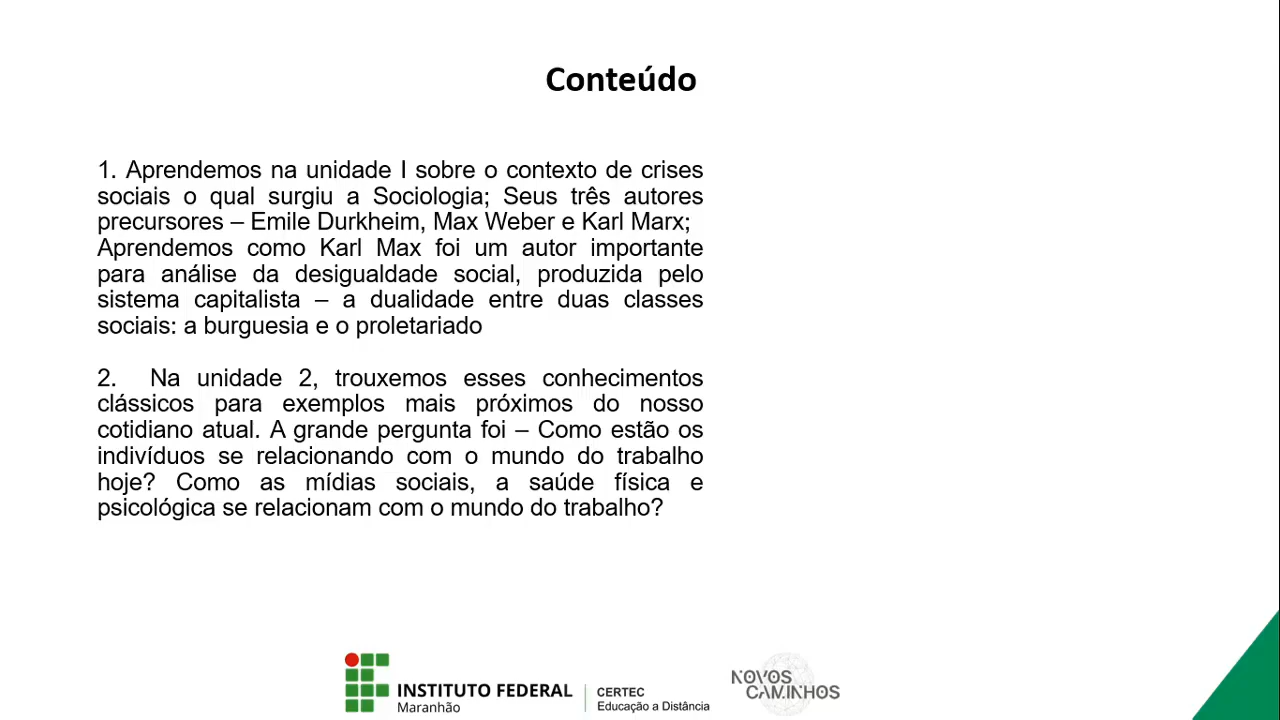 Conteúdo
1. Aprendemos na unidade I sobre o contexto de crises
sociais o qual surgiu a Sociologia; Seus três autores
precursores – Emile Durkheim, Max Weber e Karl Marx;
Aprendemos como Karl Max foi um autor importante
para análise da desigualdade social, produzida pelo
sistema capitalista – a dualidade entre duas classes
sociais: a burguesia e o proletariado
2. Na unidade 2, trouxemos esses conhecimentos
clássicos para exemplos mais próximos do nosso
cotidiano atual. A grande pergunta foi – Como estão os
indivíduos se relacionando com o mundo do trabalho
hoje? Como as mídias sociais, a saúde física e
psicológica se relacionam com o mundo do trabalho?
INSTITUTO FEDERAL
Maranhão
CERTEC
Educação a Distância
NOVOS
CAMINHOS